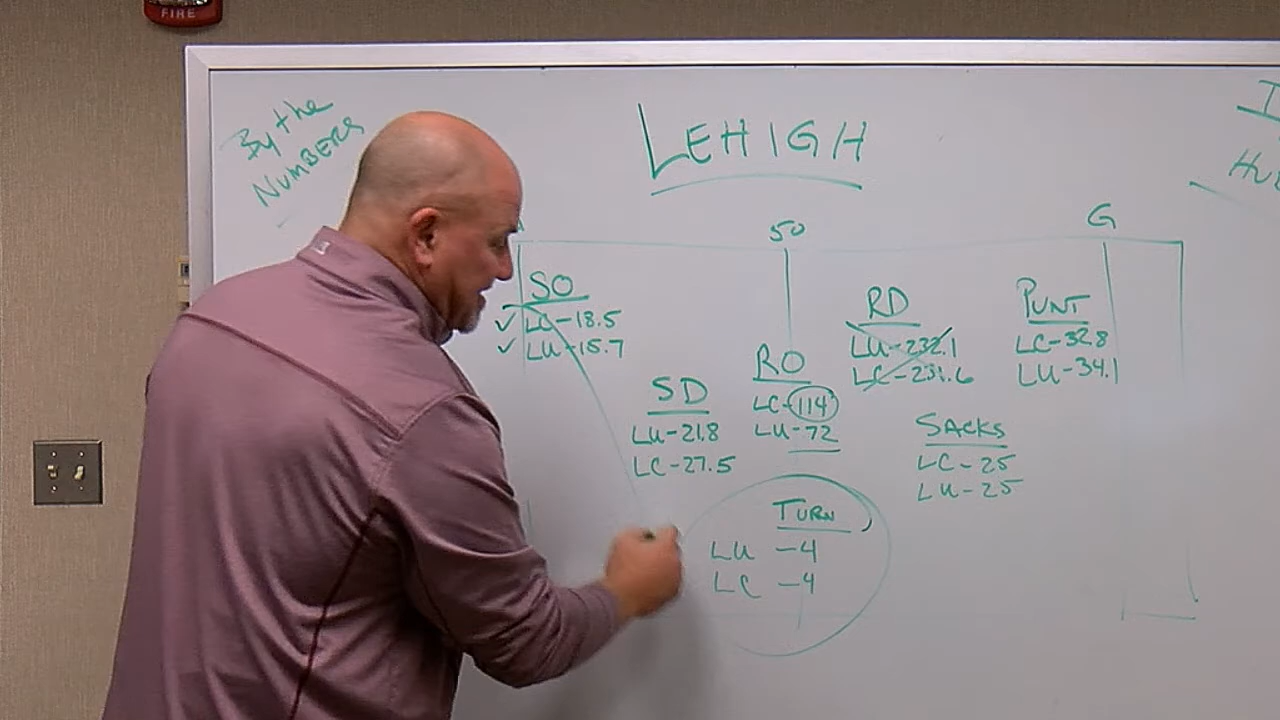 FIRE
By the
NUMBERS
LEHIGH
50
G
SO
LC-18.5
LU-15.7
SD
LU-21.8
LC-27.5
RO
LC-114
LU-72
RD
LU-232.1
LC-231.6
PUNT
LC-32.8
LU-34.1
SACKS
LC-25
LU-25
TURN
LU -4
LC -4